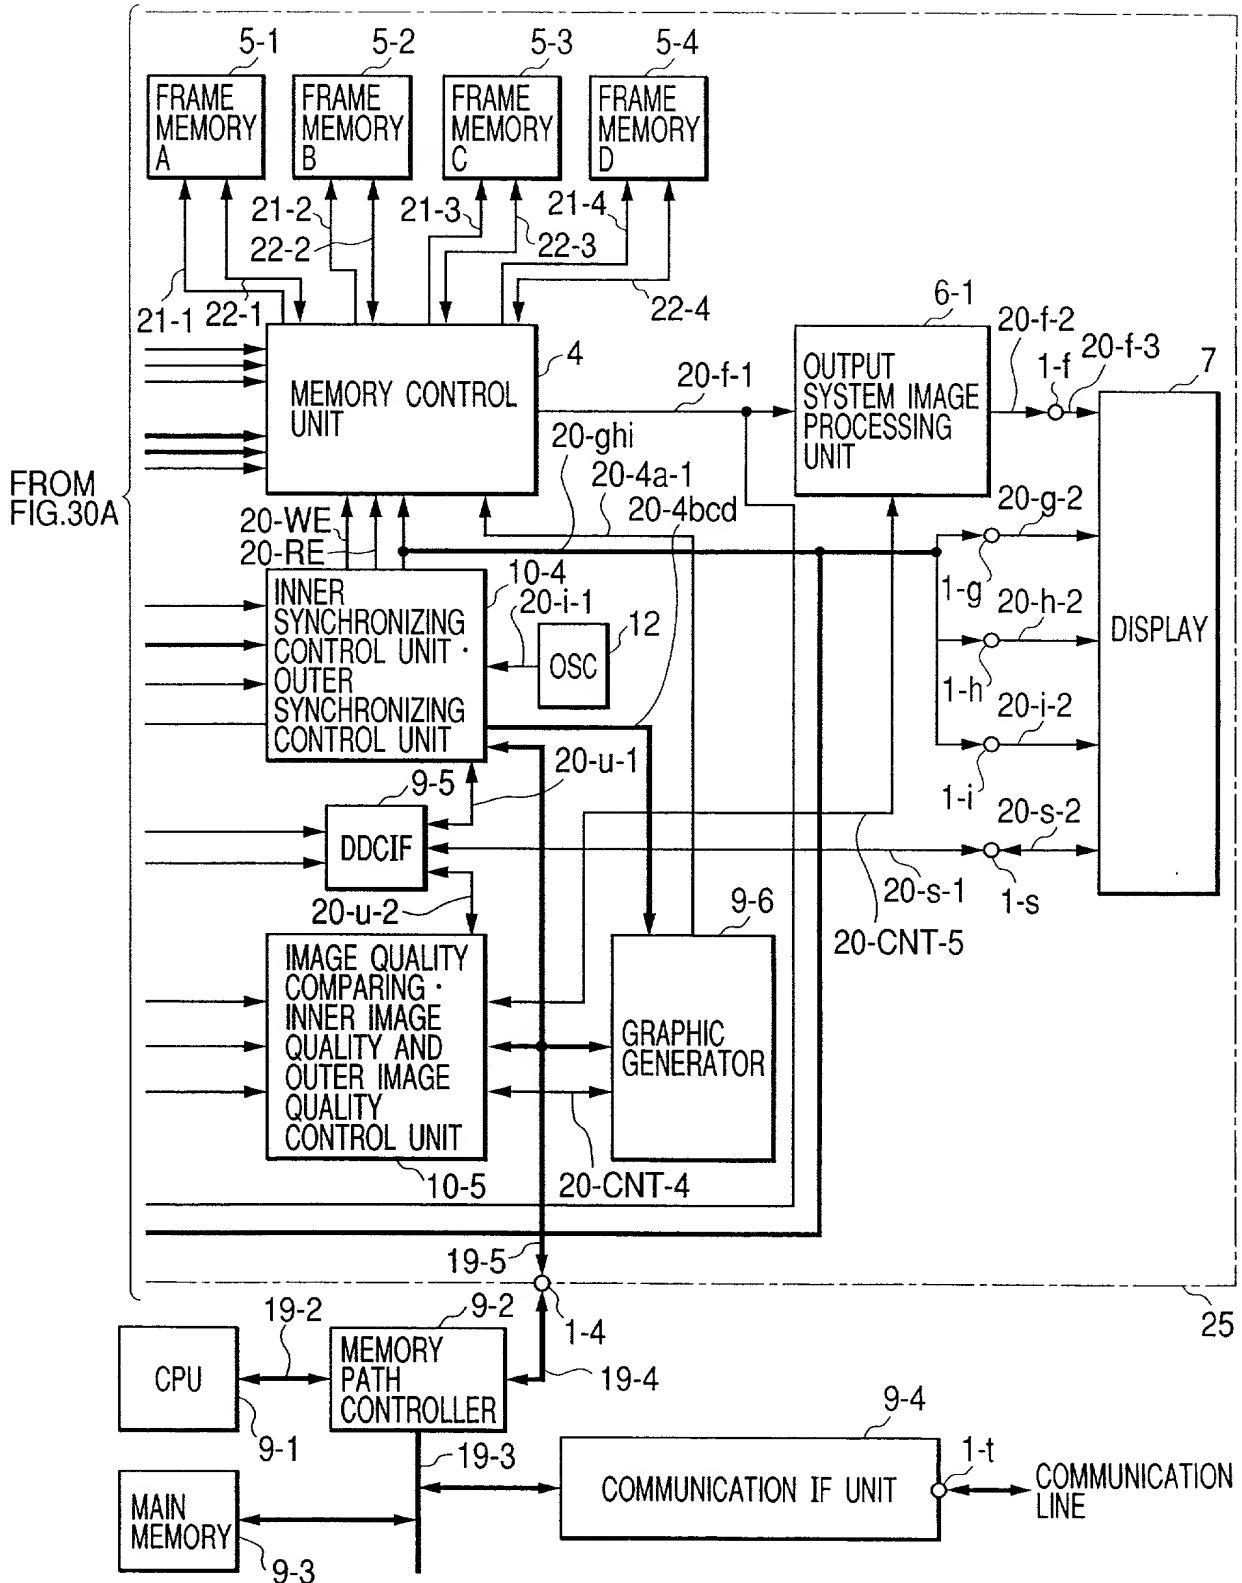 5-1
5-2
5-3
5-4
FRAME
MEMORY
A
FRAME
MEMORY
B
FRAME
MEMORY
C
FRAME
MEMORY
D
21-2
22-2
21-3
22-3
21-4
21-1
22-1
22-4
6-1
20-f-2
20-f-3
1-f
7
4
MEMORY CONTROL
UNIT
20-f-1
OUTPUT
SYSTEM IMAGE
PROCESSING
UNIT
20-ghi
20-4a-1
20-4bcd
FROM
FIG.30A
20-WE
20-RE
10-4
20-i-1
12
INNER
SYNCHRONIZING
CONTROL UNIT·
OUTER
SYNCHRONIZING
CONTROL UNIT
OSC
20-g-2
1-g
20-h-2
1-h
20-i-2
1-i
DISPLAY
9-5
20-u-1
DDCIF
20-s-2
20-s-1
1-s
20-u-2
9-6
20-CNT-5
IMAGE QUALITY
COMPARING·
INNER IMAGE
QUALITY AND
OUTER IMAGE
QUALITY
CONTROL UNIT
GRAPHIC
GENERATOR
10-5
20-CNT-4
19-5
1-4
25
19-2
9-2
CPU
MEMORY
PATH
CONTROLLER
19-4
9-1
19-3
9-4
1-t
MAIN
MEMORY
9-3
COMMUNICATION IF UNIT
COMMUNICATION
LINE